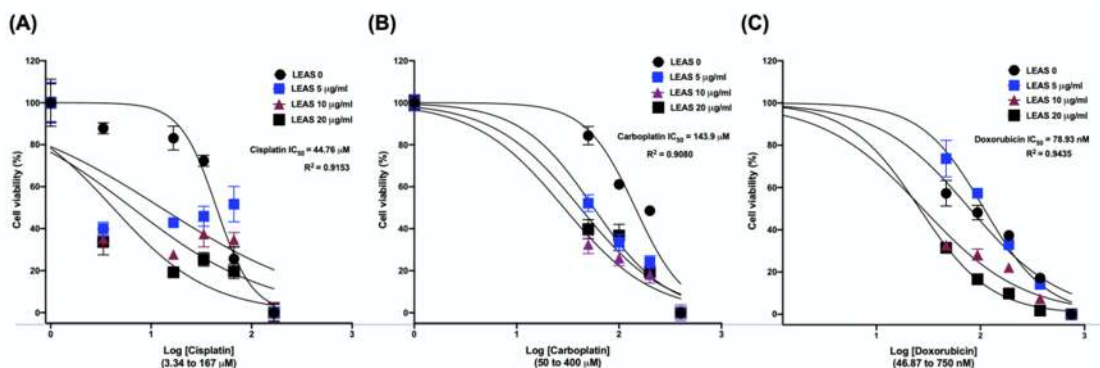 (A)
120
100
80
60
40
20
0
0
1
2
3
Cell viability (%)
LEAS 0
LEAS 5 µg/ml
LEAS 10 µg/ml
LEAS 20 µg/ml
Cisplatin IC50 = 44.76 µM
R2 = 0.9153
Log [Cisplatin]
(3.34 to 167 µM)
(B)
120
100
80
60
40
20
0
0
1
2
3
Cell viability (%)
LEAS 0
LEAS 5 µg/ml
LEAS 10 µg/ml
LEAS 20 µg/ml
Carboplatin IC50 = 143.9 µM
R2 = 0.9080
Log [Carboplatin]
(50 to 400 µM)
(C)
120
100
80
60
40
20
0
1
2
3
Cell viability (%)
LEAS 0
LEAS 5 µg/ml
LEAS 10 µg/ml
LEAS 20 µg/ml
Doxorubicin IC50 = 78.93 nM
R2 = 0.9435
Log [Doxorubicin]
(46.87 to 750 nM)